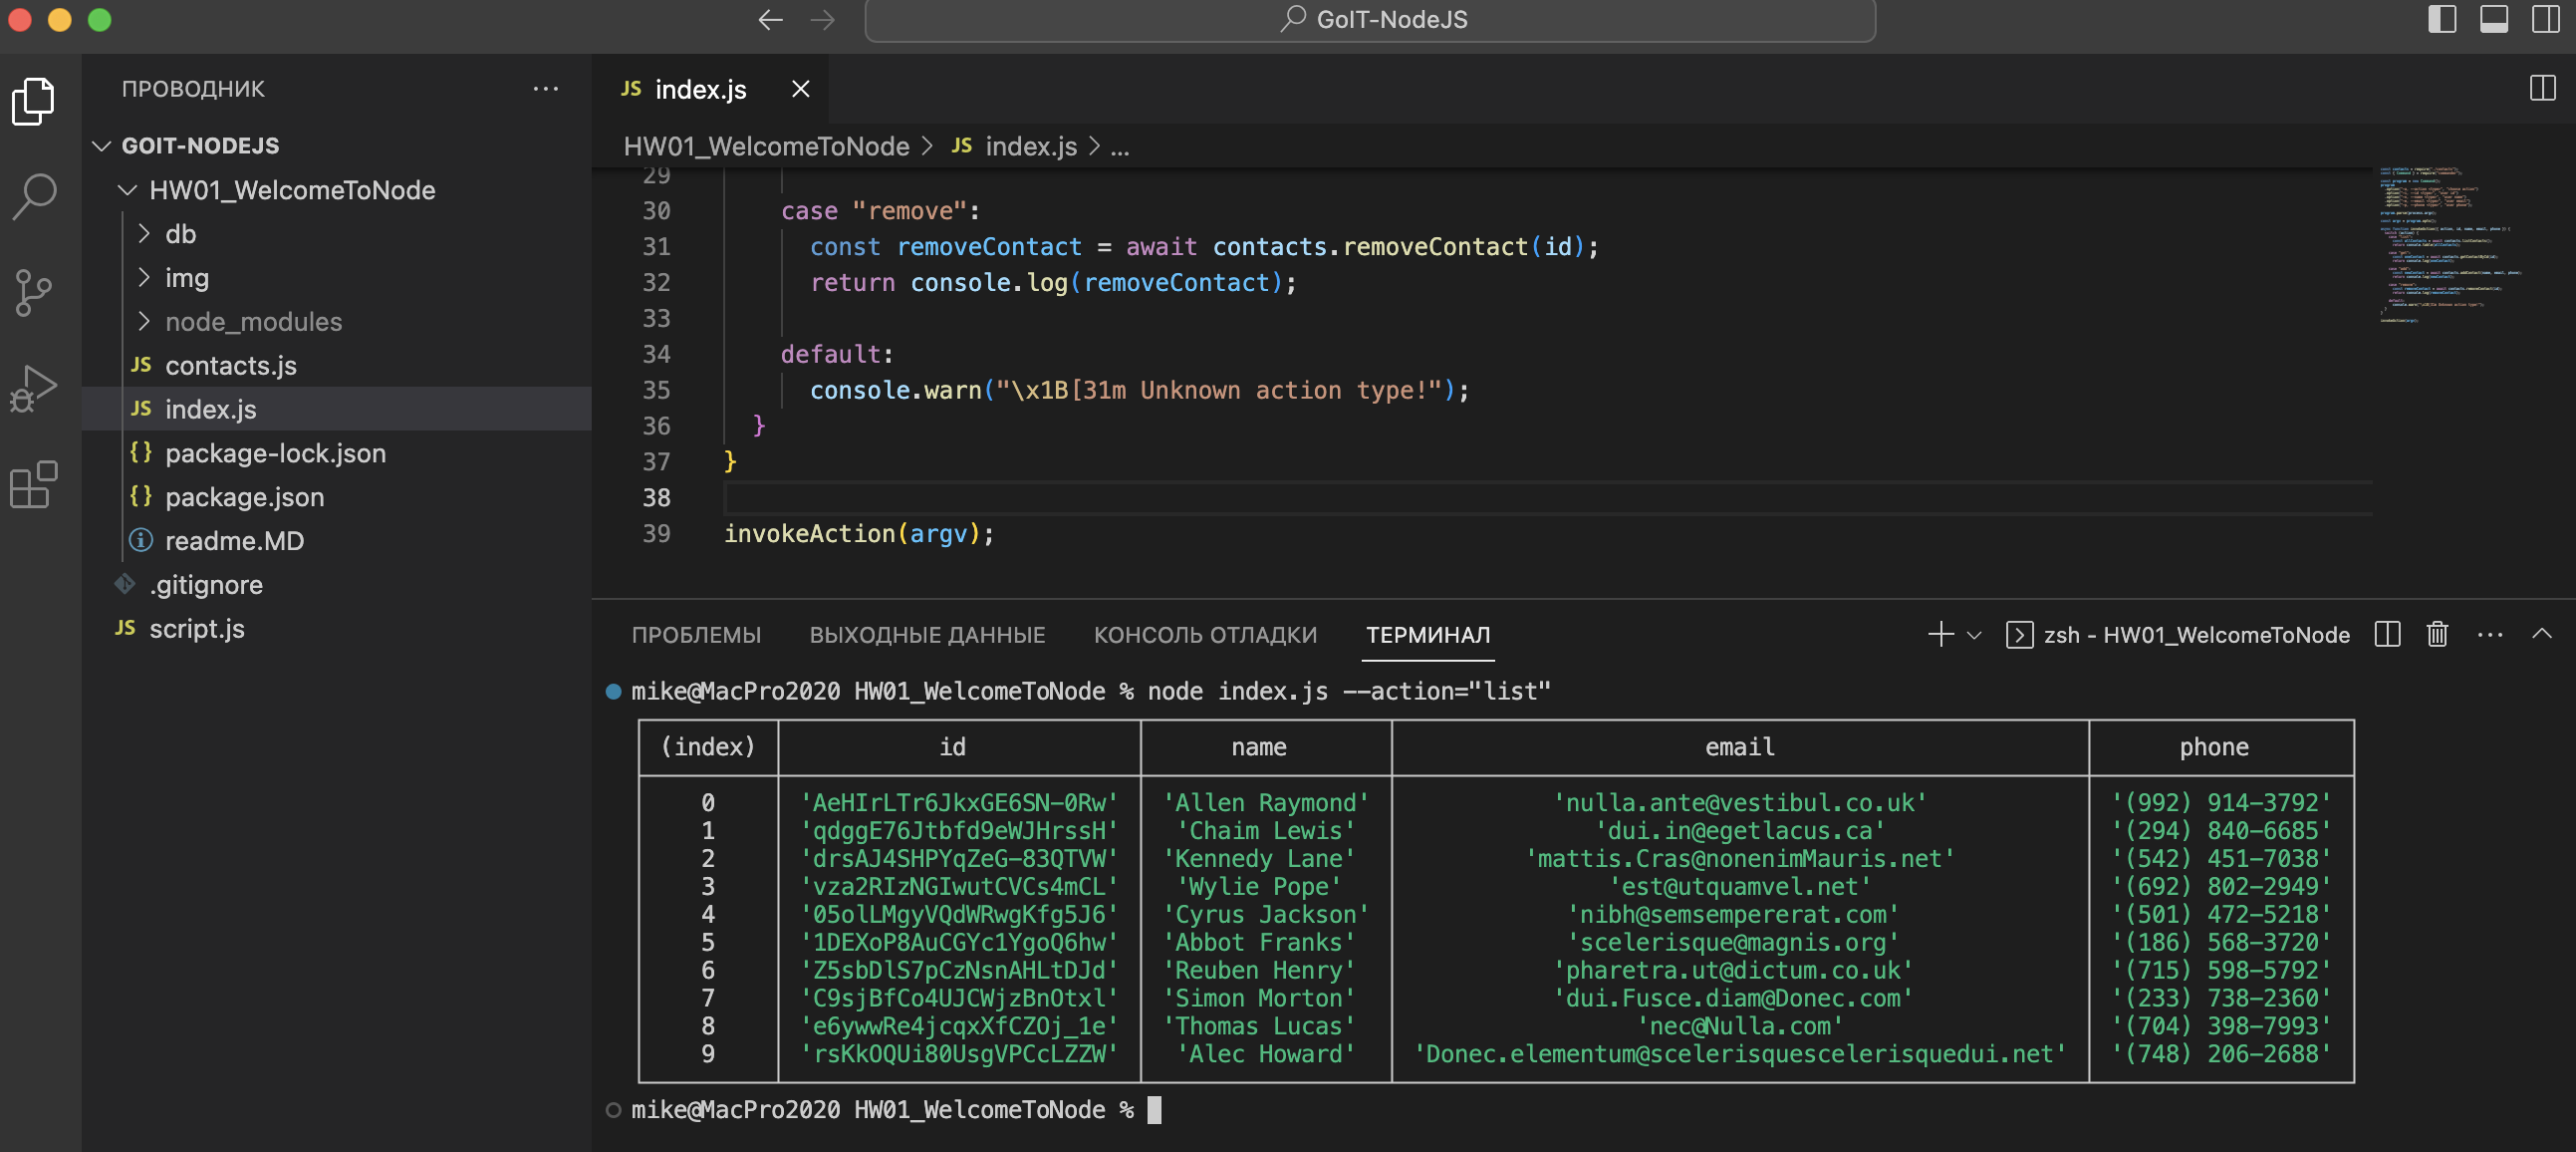 GoIT-NodeJS
ПРОВОДНИК
GOIT-NODEJS
HW01_WelcomeToNode
db
img
node_modules
JS contacts.js
JS index.js
{} package-lock.json
{} package.json
readme.MD
.gitignore
JS script.js
JS index.js
HW01_WelcomeToNode > JS index.js > ...
29
30 case "remove":
31 const removeContact = await contacts.removeContact(id);
32 return console.log(removeContact);
33
34 default:
35 console.warn("\x1B[31m Unknown action type!");
36 }
37 }
38
39 invokeAction(argv);
ПРОБЛЕМЫ ВЫХОДНЫЕ ДАННЫЕ КОНСОЛЬ ОТЛАДКИ ТЕРМИНАЛ
zsh - HW01_WelcomeToNode
mike@MacPro2020 HW01_WelcomeToNode % node index.js --action="list"
(index) id name email phone
0 'AeHIrLTr6JkxGE6SN-0Rw' 'Allen Raymond' 'nulla.ante@vestibul.co.uk' '(992) 914-3792'
1 'qdggE76Jtbfd9eWJHrssH' 'Chaim Lewis' 'dui.in@egetlacus.ca' '(294) 840-6685'
2 'drsAJ4SHPYqZeG-83QTVW' 'Kennedy Lane' 'mattis.Cras@nonenimMauris.net' '(542) 451-7038'
3 'vza2RIzNGIwutCVCs4mCL' 'Wylie Pope' 'est@utquamvel.net' '(692) 802-2949'
4 '05olLMgyVQdWRwgKfg5J6' 'Cyrus Jackson' 'nibh@semsempererat.com' '(501) 472-5218'
5 '1DEXoP8AuCGYc1YgoQ6hw' 'Abbot Franks' 'scelerisque@magnis.org' '(186) 568-3720'
6 'Z5sbDlS7pCzNsnAHLtDJd' 'Reuben Henry' 'pharetra.ut@dictum.co.uk' '(715) 598-5792'
7 'C9sjBfCo4UJCWjzBnOtxl' 'Simon Morton' 'dui.Fusce.diam@Donec.com' '(233) 738-2360'
8 'e6ywwRe4jcqxXfCZOj_1e' 'Thomas Lucas' 'nec@Nulla.com' '(704) 398-7993'
9 'rsKkOQUi80UsgVPCcLZZW' 'Alec Howard' 'Donec.elementum@scelerisquescelerisquedui.net' '(748) 206-2688'
mike@MacPro2020 HW01_WelcomeToNode %